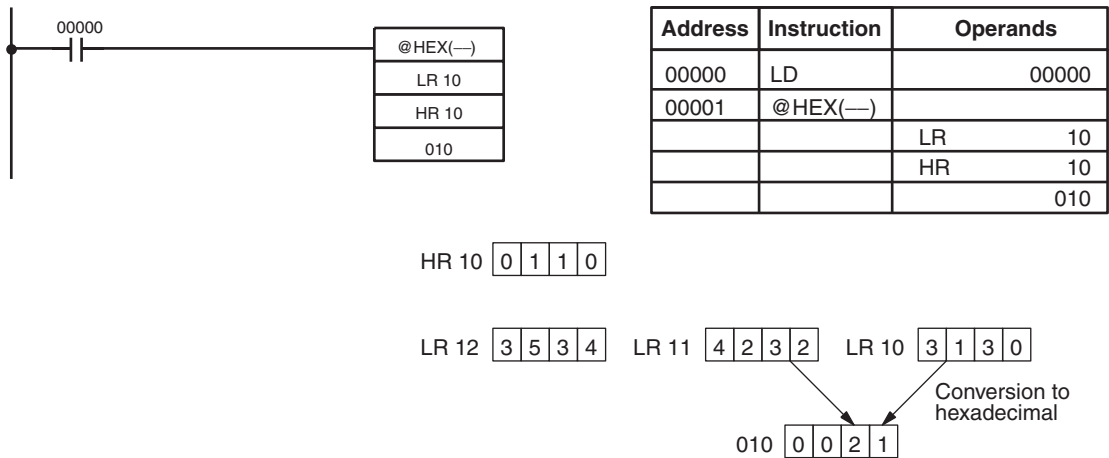 00000
@HEX(––)
LR 10
HR 10
010
Address Instruction Operands
00000 LD 00000
00001 @HEX(––)
LR 10
HR 10
010
HR 10 0 1 1 0
LR 12 3 5 3 4 LR 11 4 2 3 2 LR 10 3 1 3 0
Conversion to
hexadecimal
010 0 0 2 1